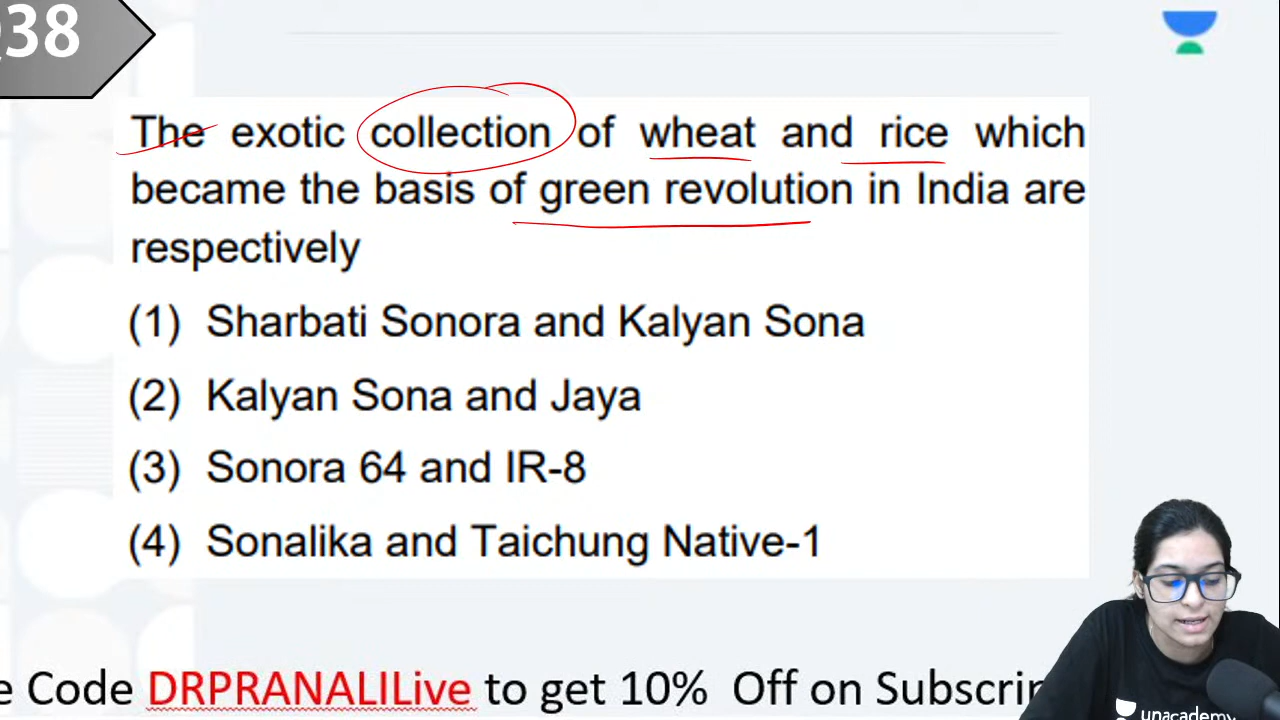 38
The exotic collection of wheat and rice which
became the basis of green revolution in India are
respectively
(1) Sharbati Sonora and Kalyan Sona
(2) Kalyan Sona and Jaya
(3) Sonora 64 and IR-8
(4) Sonalika and Taichung Native-1
e Code DRPRANALILive to get 10% Off on Subscrip
unacademy